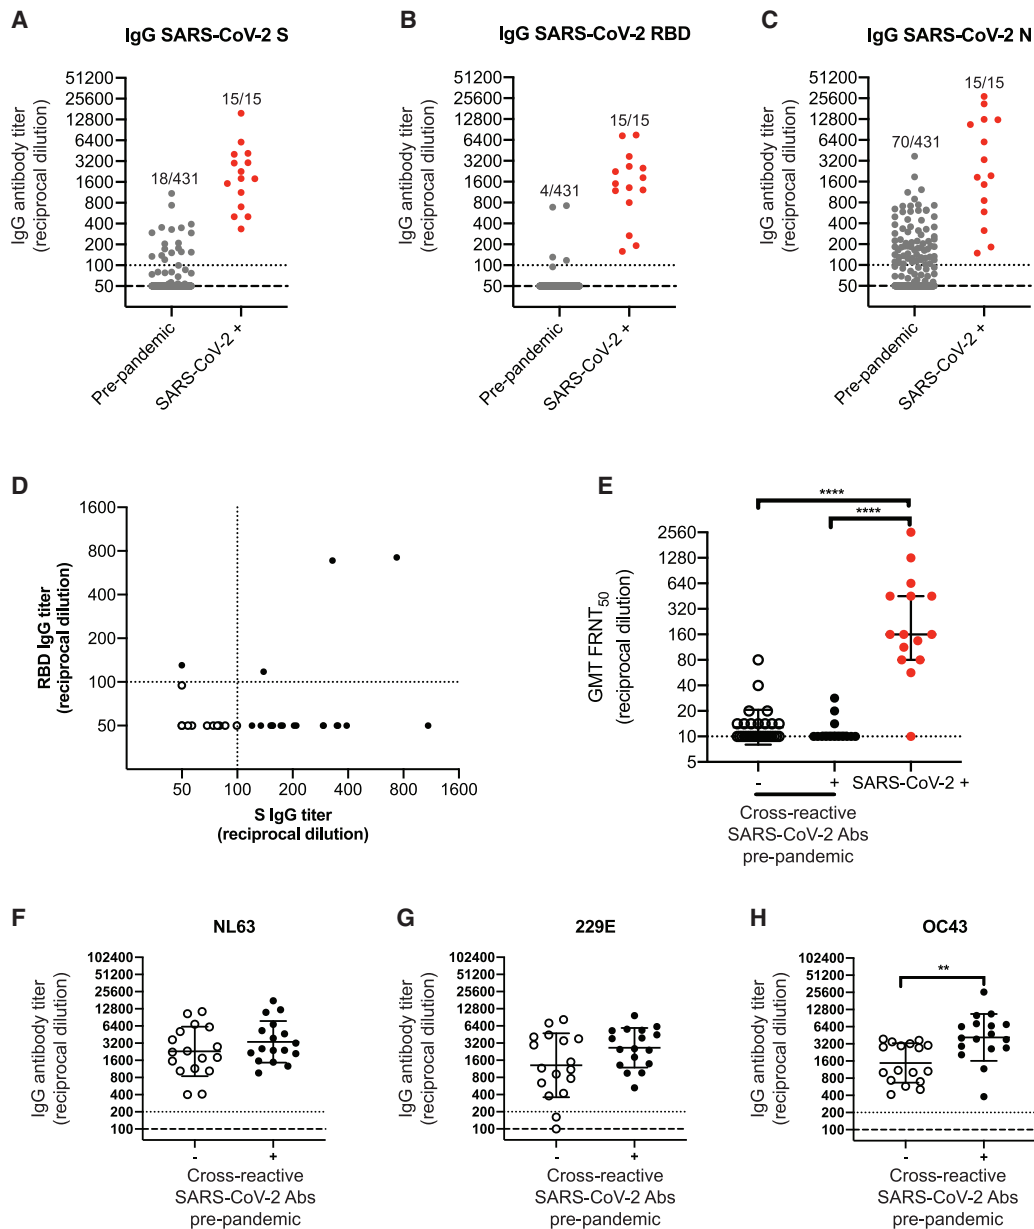 A
IgG SARS-CoV-2 S
IgG antibody titer
(reciprocal dilution)
51200
25600
12800
6400
3200
1600
800
400
200
100
50
18/431
15/15
Pre-pandemic
SARS-CoV-2 +
B
IgG SARS-CoV-2 RBD
IgG antibody titer
(reciprocal dilution)
51200
25600
12800
6400
3200
1600
800
400
200
100
50
4/431
15/15
Pre-pandemic
SARS-CoV-2 +
C
IgG SARS-CoV-2 N
IgG antibody titer
(reciprocal dilution)
51200
25600
12800
6400
3200
1600
800
400
200
100
50
70/431
15/15
Pre-pandemic
SARS-CoV-2 +
D
RBD IgG titer
(reciprocal dilution)
1600
800
400
200
100
50
50 100 200 400 800 1600
S IgG titer
(reciprocal dilution)
E
GMT FRNT50
(reciprocal dilution)
2560
1280
640
320
160
80
40
20
10
5
****
****
- + SARS-CoV-2 +
Cross-reactive
SARS-CoV-2 Abs
pre-pandemic
F
NL63
IgG antibody titer
(reciprocal dilution)
102400
51200
25600
12800
6400
3200
1600
800
400
200
100
- +
Cross-reactive
SARS-CoV-2 Abs
pre-pandemic
G
229E
IgG antibody titer
(reciprocal dilution)
102400
51200
25600
12800
6400
3200
1600
800
400
200
100
- +
Cross-reactive
SARS-CoV-2 Abs
pre-pandemic
H
OC43
IgG antibody titer
(reciprocal dilution)
102400
51200
25600
12800
6400
3200
1600
800
400
200
100
**
- +
Cross-reactive
SARS-CoV-2 Abs
pre-pandemic